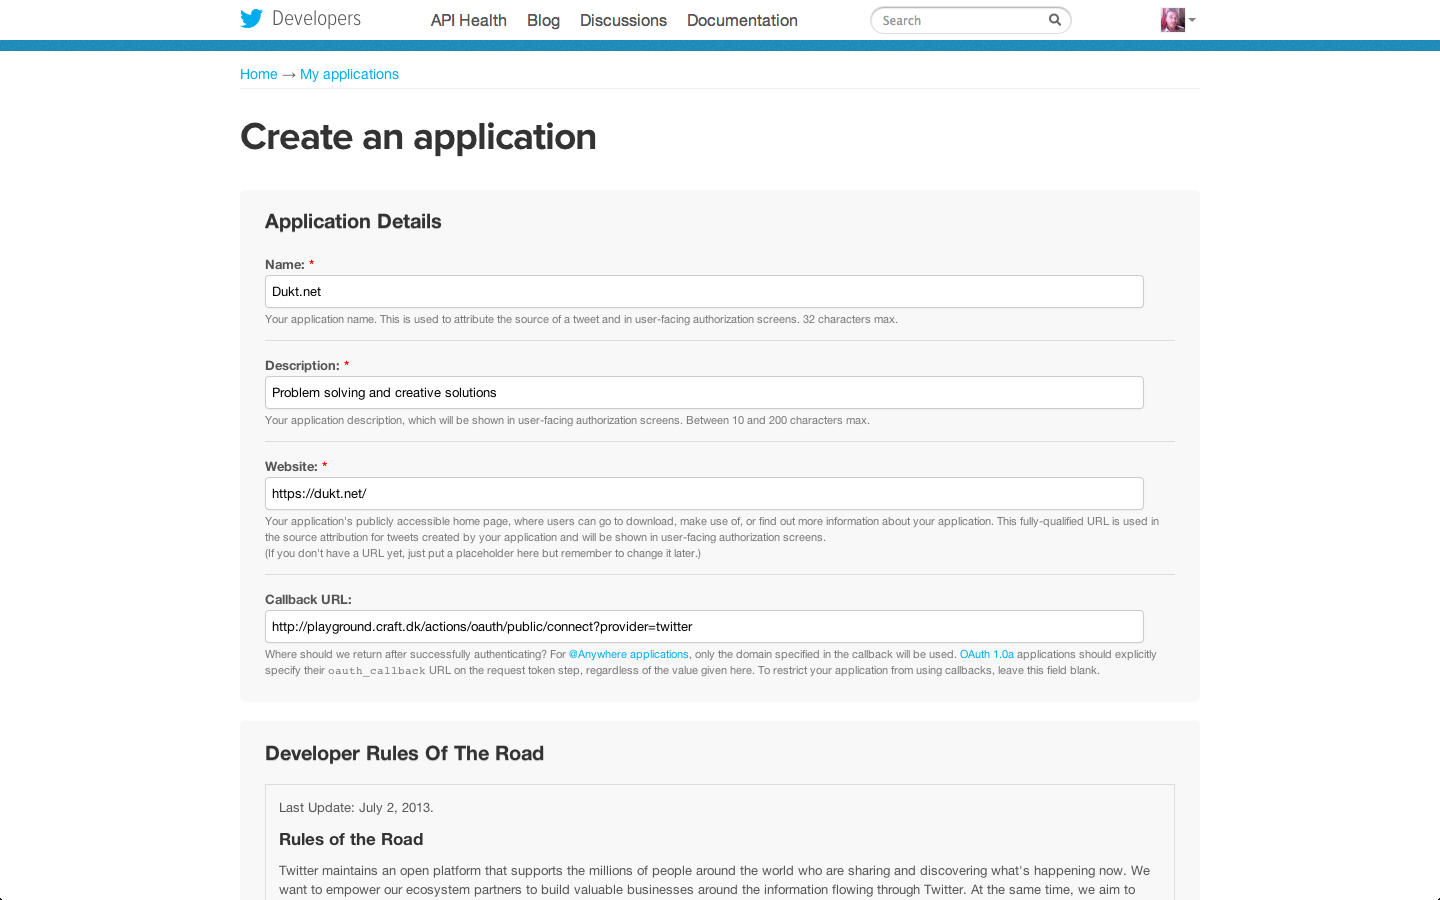 Developers
API Health Blog Discussions Documentation
Search
Home → My applications
Create an application
Application Details
Name: *
Dukt.net
Your application name. This is used to attribute the source of a tweet and in user-facing authorization screens. 32 characters max.
Description: *
Problem solving and creative solutions
Your application description, which will be shown in user-facing authorization screens. Between 10 and 200 characters max.
Website: *
https://dukt.net/
Your application's publicly accessible home page, where users can go to download, make use of, or find out more information about your application. This fully-qualified URL is used in
the source attribution for tweets created by your application and will be shown in user-facing authorization screens.
(If you don't have a URL yet, just put a placeholder here but remember to change it later.)
Callback URL:
http://playground.craft.dk/actions/oauth/public/connect?provider=twitter
Where should we return after successfully authenticating? For @Anywhere applications, only the domain specified in the callback will be used. OAuth 1.0a applications should explicitly
specify their oauth_callback URL on the request token step, regardless of the value given here. To restrict your application from using callbacks, leave this field blank.
Developer Rules Of The Road
Last Update: July 2, 2013.
Rules of the Road
Twitter maintains an open platform that supports the millions of people around the world who are sharing and discovering what's happening now. We
want to empower our ecosystem partners to build valuable businesses around the information flowing through Twitter. At the same time, we aim to